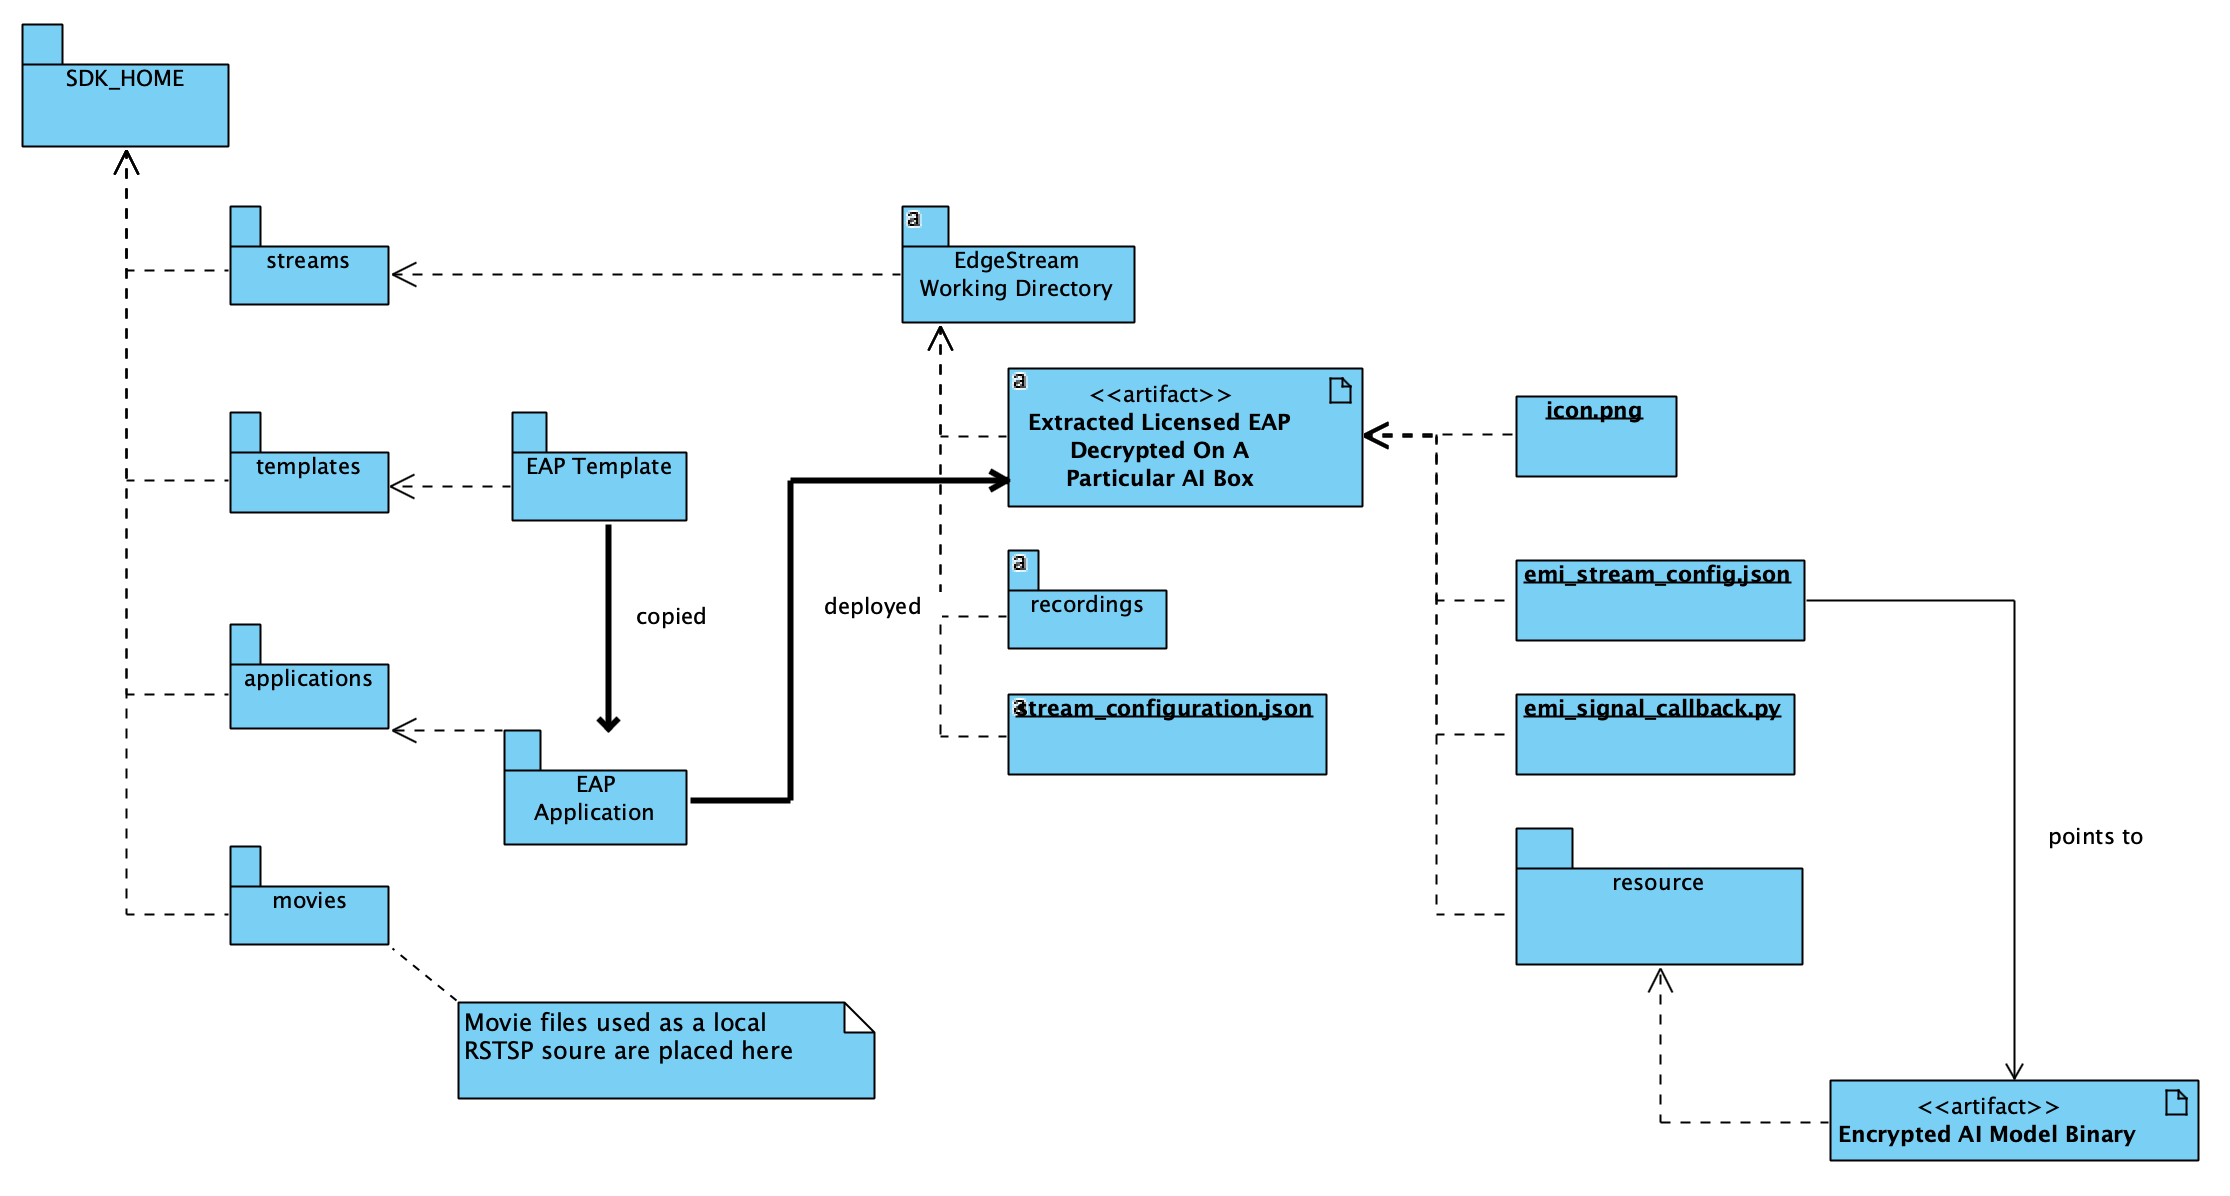 SDK_HOME
streams
a
EdgeStream
Working Directory
a
<<artifact>>
Extracted Licensed EAP
Decrypted On A
Particular AI Box
icon.png
templates
EAP Template
a
recordings
emi_stream_config.json
copied
deployed
applications
a
stream_configuration.json
emi_signal_callback.py
EAP
Application
points to
movies
resource
Movie files used as a local
RSTSP soure are placed here
<<artifact>>
Encrypted AI Model Binary